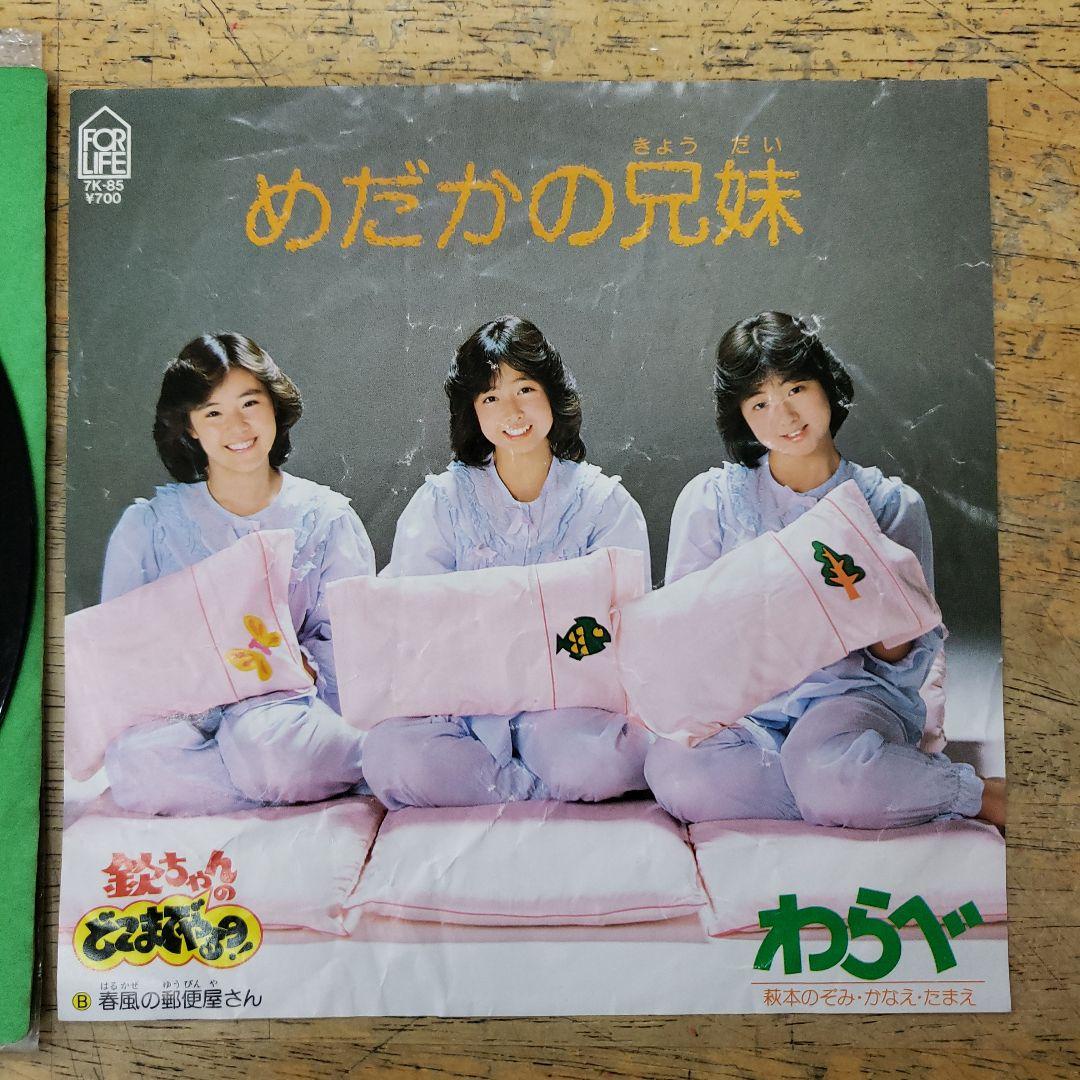 FOR
LIFE
7K-85
¥700
きょう だい
めだかの兄妹
欽ちゃんの
どこまでやるの?!
はるかぜ ゆうびんや
Ⓑ 春風の郵便屋さん
わらべ
萩本のぞみ・かなえ・たまえ